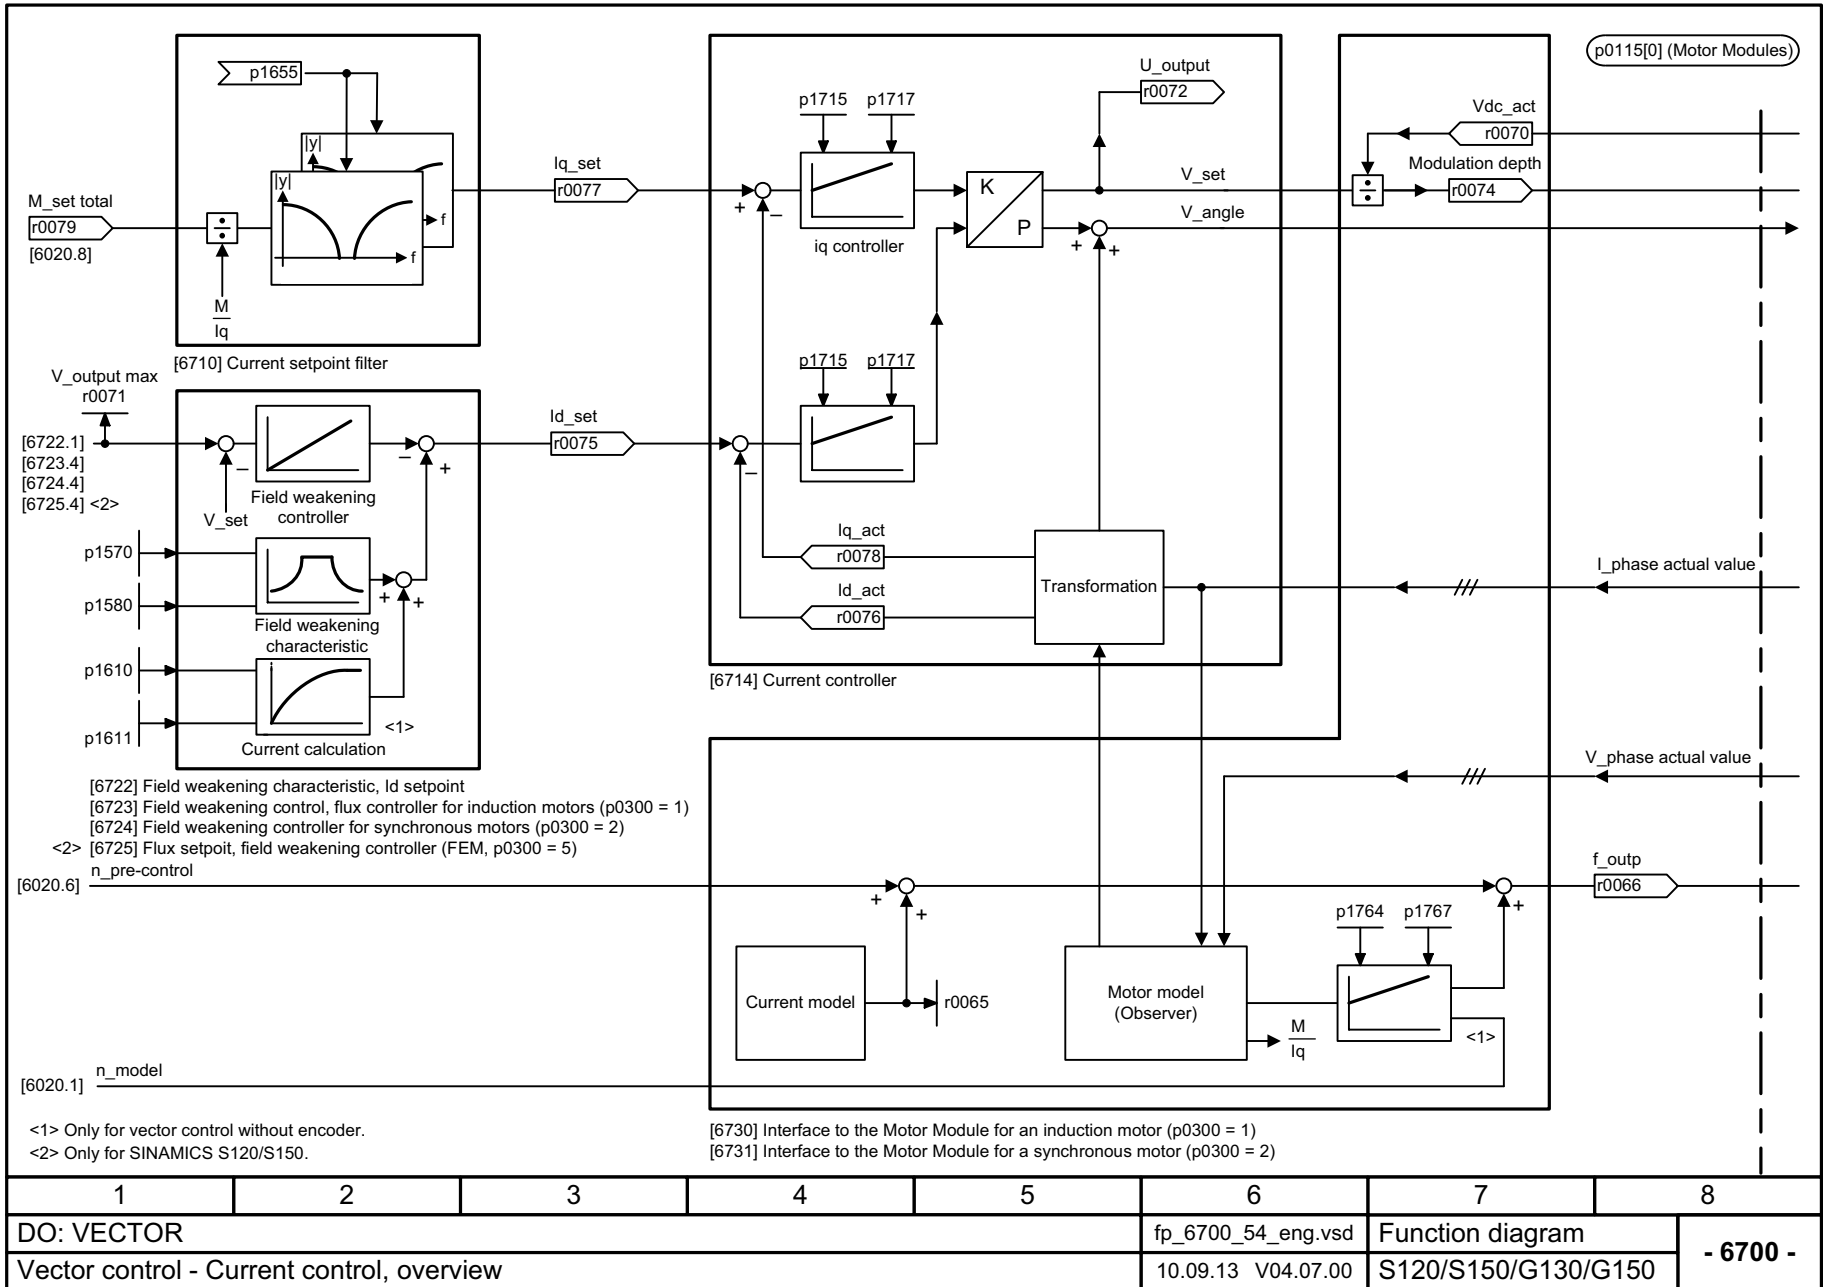 p0115[0] (Motor Modules)
p1655
|y|
|y|
f
f
M_set total
r0079
[6020.8]
÷
M
Iq
[6710] Current setpoint filter
Iq_set
r0077
+
–
p1715
p1717
iq controller
K
P
U_output
r0072
V_set
V_angle
+
+
Vdc_act
r0070
Modulation depth
÷
r0074
V_output max
r0071
[6722.1]
[6723.4]
[6724.4]
[6725.4] <2>
–
V_set
Field weakening
controller
–
+
Id_set
r0075
–
p1715
p1717
p1570
p1580
Field weakening
characteristic
+
+
p1610
p1611
i
<1>
Current calculation
Iq_act
r0078
Id_act
r0076
Transformation
I_phase actual value
[6714] Current controller
V_phase actual value
[6722] Field weakening characteristic, Id setpoint
[6723] Field weakening control, flux controller for induction motors (p0300 = 1)
[6724] Field weakening controller for synchronous motors (p0300 = 2)
<2> [6725] Flux setpoit, field weakening controller (FEM, p0300 = 5)
n_pre-control
[6020.6]
+
+
f_outp
r0066
+
p1764
p1767
Current model
r0065
Motor model
(Observer)
M
Iq
<1>
n_model
[6020.1]
<1> Only for vector control without encoder.
<2> Only for SINAMICS S120/S150.
[6730] Interface to the Motor Module for an induction motor (p0300 = 1)
[6731] Interface to the Motor Module for a synchronous motor (p0300 = 2)
1 2 3 4 5 6 7 8
DO: VECTOR
fp_6700_54_eng.vsd
Function diagram
- 6700 -
Vector control - Current control, overview
10.09.13 V04.07.00
S120/S150/G130/G150